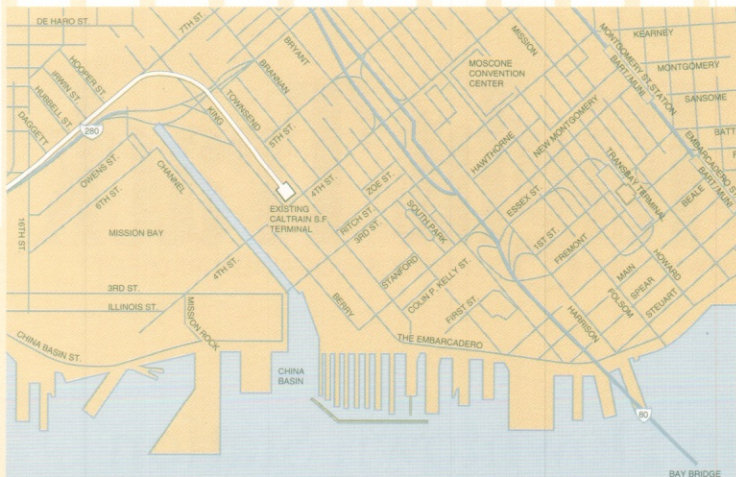 DE HARO ST.
7TH ST.
HOOPER ST.
IRWIN ST.
HUBBELL ST.
DAGGETT
280
OWENS ST.
6TH ST.
CHANNEL
16TH ST
MISSION BAY
4TH ST.
3RD ST.
ILLINOIS ST.
MISSION ROCK
CHINA BASIN ST.
KING
TOWNSEND
BRANNAN
BRYANT
5TH ST.
4TH ST.
EXISTING
CALTRAIN S.F.
TERMINAL
ZOE ST.
RITCH ST.
3RD ST.
SOUTH PARK
STANFORD
COLIN P. KELLY ST.
FIRST ST.
BERRY
THE EMBARCADERO
CHINA
BASIN
MISSION
MOSCONE
CONVENTION
CENTER
HAWTHORNE
NEW MONTGOMERY
ESSEX ST.
1ST ST.
FREMONT
TRANSBAY TERMINAL
BEALE
MAIN
SPEAR
FOLSOM
HOWARD
STEUART
HARRISON
80
BAY BRIDGE
KEARNEY
MONTGOMERY
SANSOME
BATT
MONTGOMERY ST. STATION
BART / MUNI
EMBARCADERO ST
BART / MUNI